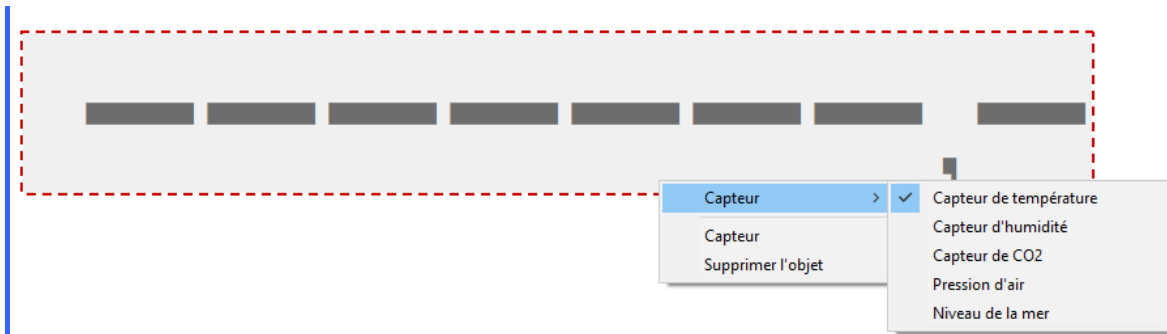 Capteur
Capteur
Supprimer l'objet
Capteur de température
Capteur d'humidité
Capteur de CO2
Pression d'air
Niveau de la mer